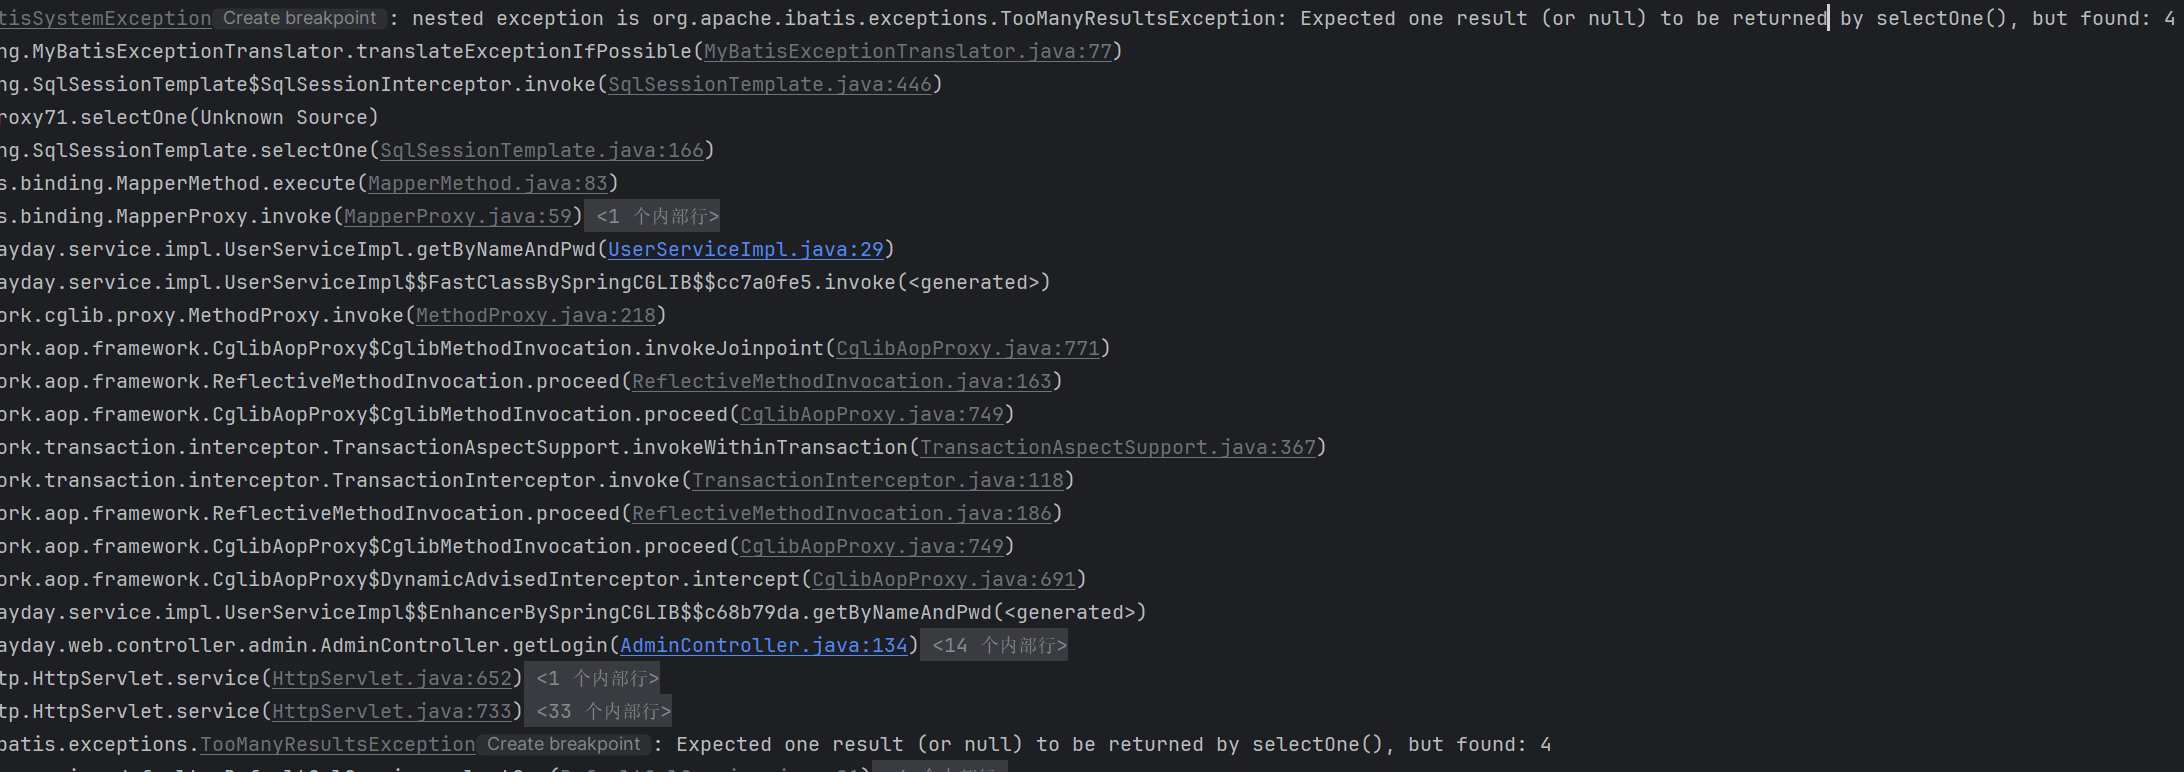 tisSystemException Create breakpoint : nested exception is org.apache.ibatis.exceptions.TooManyResultsException: Expected one result (or null) to be returned by selectOne(), but found: 4
ng.MyBatisExceptionTranslator.translateExceptionIfPossible(MyBatisExceptionTranslator.java:77)
ng.SqlSessionTemplate$SqlSessionInterceptor.invoke(SqlSessionTemplate.java:446)
roxy71.selectOne(Unknown Source)
ng.SqlSessionTemplate.selectOne(SqlSessionTemplate.java:166)
s.binding.MapperMethod.execute(MapperMethod.java:83)
s.binding.MapperProxy.invoke(MapperProxy.java:59) <1 个内部行>
ayday.service.impl.UserServiceImpl.getByNameAndPwd(UserServiceImpl.java:29)
ayday.service.impl.UserServiceImpl$$FastClassBySpringCGLIB$$cc7a0fe5.invoke(<generated>)
ork.cglib.proxy.MethodProxy.invoke(MethodProxy.java:218)
ork.aop.framework.CglibAopProxy$CglibMethodInvocation.invokeJoinpoint(CglibAopProxy.java:771)
ork.aop.framework.ReflectiveMethodInvocation.proceed(ReflectiveMethodInvocation.java:163)
ork.aop.framework.CglibAopProxy$CglibMethodInvocation.proceed(CglibAopProxy.java:749)
ork.transaction.interceptor.TransactionAspectSupport.invokeWithinTransaction(TransactionAspectSupport.java:367)
ork.transaction.interceptor.TransactionInterceptor.invoke(TransactionInterceptor.java:118)
ork.aop.framework.ReflectiveMethodInvocation.proceed(ReflectiveMethodInvocation.java:186)
ork.aop.framework.CglibAopProxy$CglibMethodInvocation.proceed(CglibAopProxy.java:749)
ork.aop.framework.CglibAopProxy$DynamicAdvisedInterceptor.intercept(CglibAopProxy.java:691)
ayday.service.impl.UserServiceImpl$$EnhancerBySpringCGLIB$$c68b79da.getByNameAndPwd(<generated>)
ayday.web.controller.admin.AdminController.getLogin(AdminController.java:134) <14 个内部行>
tp.HttpServlet.service(HttpServlet.java:652) <1 个内部行>
tp.HttpServlet.service(HttpServlet.java:733) <33 个内部行>
batis.exceptions.TooManyResultsException Create breakpoint : Expected one result (or null) to be returned by selectOne(), but found: 4